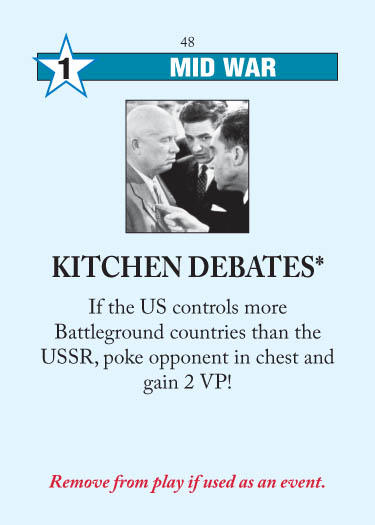 48
1
MID WAR
KITCHEN DEBATES*
If the US controls more
Battleground countries than the
USSR, poke opponent in chest and
gain 2 VP!
Remove from play if used as an event.